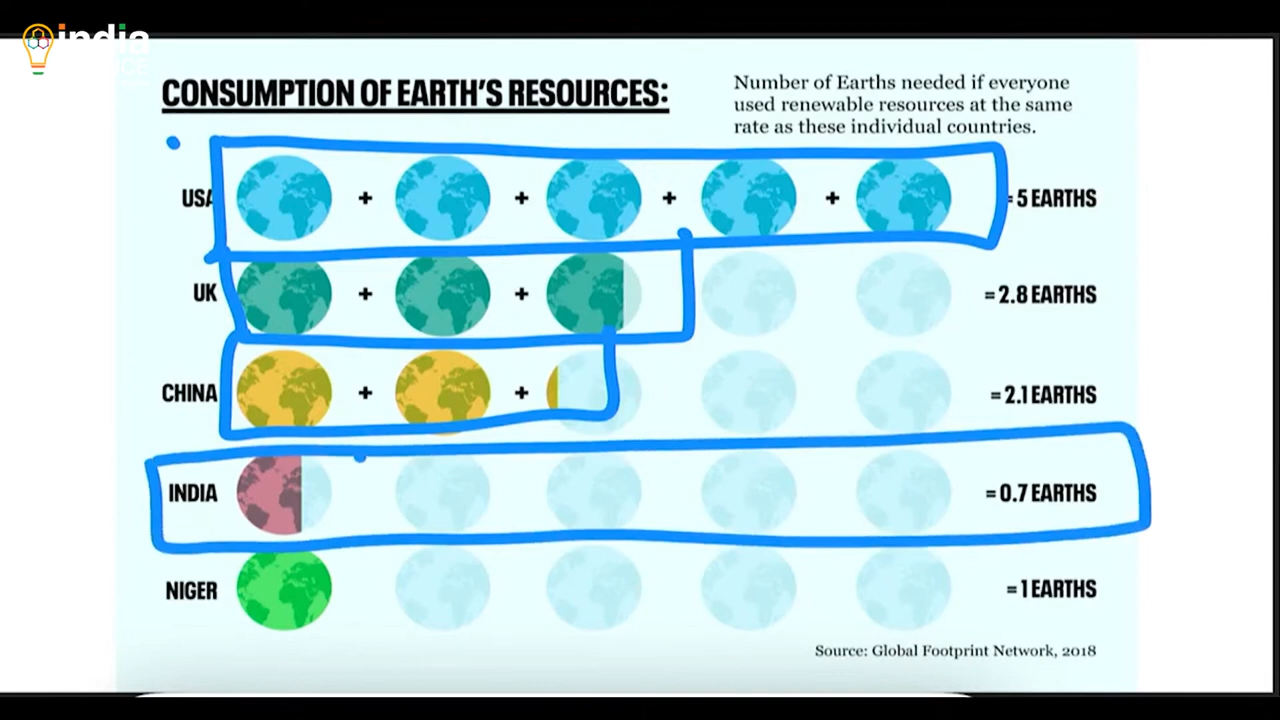 india
CONSUMPTION OF EARTH'S RESOURCES:
Number of Earths needed if everyone
used renewable resources at the same
rate as these individual countries.
USA + + + + = 5 EARTHS
UK + + = 2.8 EARTHS
CHINA + + = 2.1 EARTHS
INDIA = 0.7 EARTHS
NIGER = 1 EARTHS
Source: Global Footprint Network, 2018